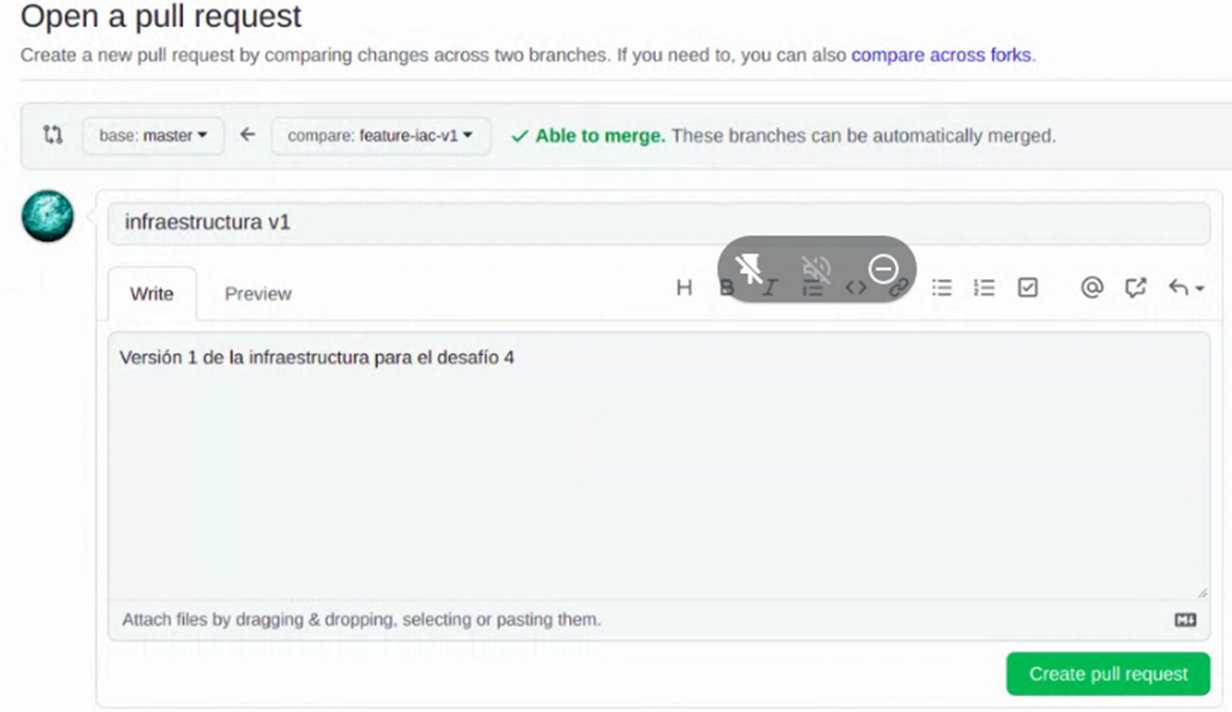 Open a pull request
Create a new pull request by comparing changes across two branches. If you need to, you can also compare across forks.
base: master compare: feature-iac-v1 Able to merge. These branches can be automatically merged.
infraestructura v1
Write Preview
Versión 1 de la infraestructura para el desafío 4
Attach files by dragging & dropping, selecting or pasting them.
Create pull request